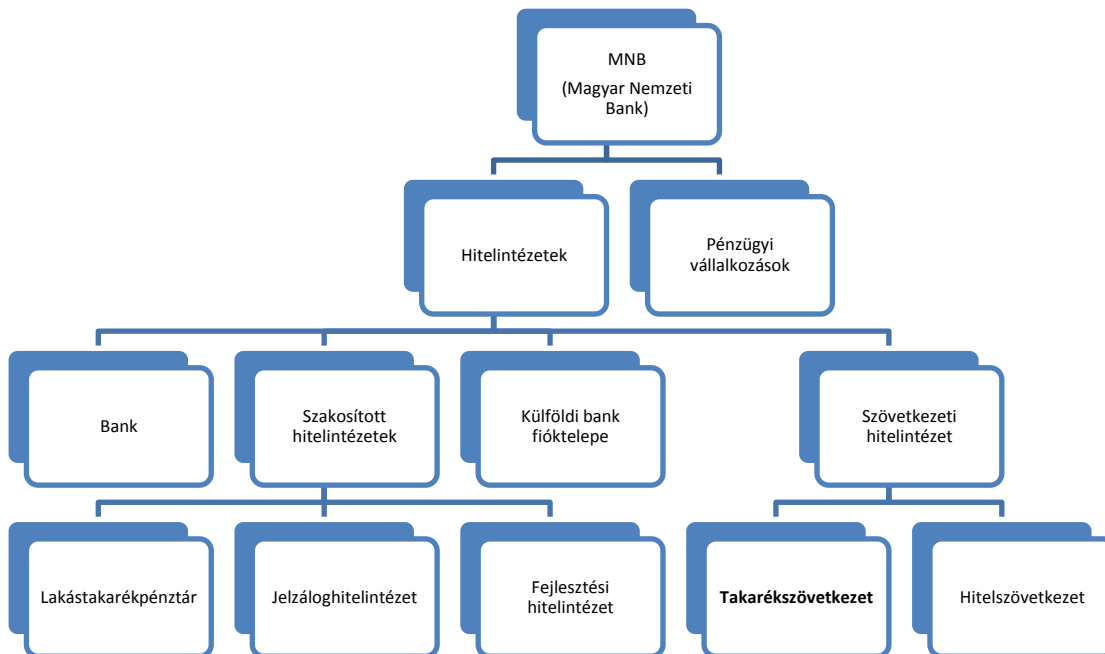 MNB
(Magyar Nemzeti
Bank)
Hitelintézetek
Pénzügyi
vállalkozások
Bank
Szakosított
hitelintézetek
Külföldi bank
fióktelepe
Szövetkezeti
hitelintézet
Lakástakarékpénztár
Jelzáloghitelintézet
Fejlesztési
hitelintézet
Takarékszövetkezet
Hitelszövetkezet